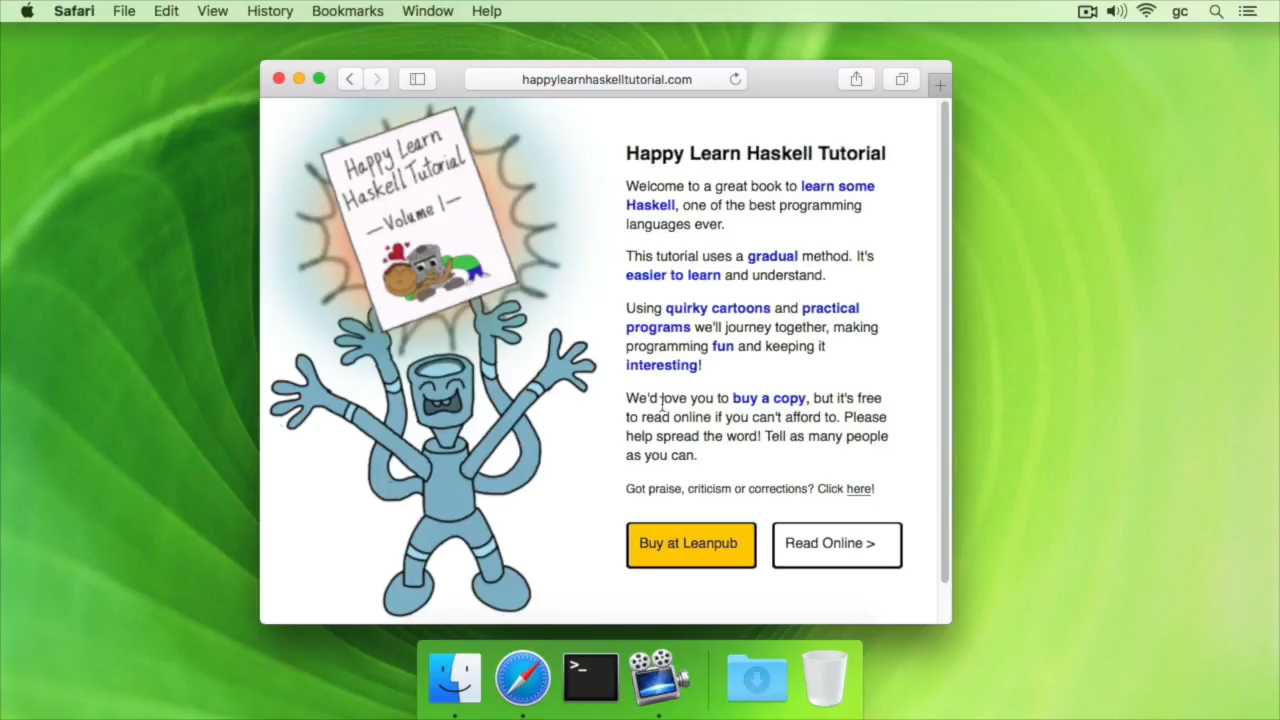 Safari File Edit View History Bookmarks Window Help gc
happylearnhaskelltutorial.com
Happy Learn
Haskell Tutorial
—Volume 1—
Happy Learn Haskell Tutorial
Welcome to a great book to learn some
Haskell, one of the best programming
languages ever.
This tutorial uses a gradual method. It's
easier to learn and understand.
Using quirky cartoons and practical
programs we'll journey together, making
programming fun and keeping it
interesting!
We'd love you to buy a copy, but it's free
to read online if you can't afford to. Please
help spread the word! Tell as many people
as you can.
Got praise, criticism or corrections? Click here!
Buy at Leanpub Read Online >
>_